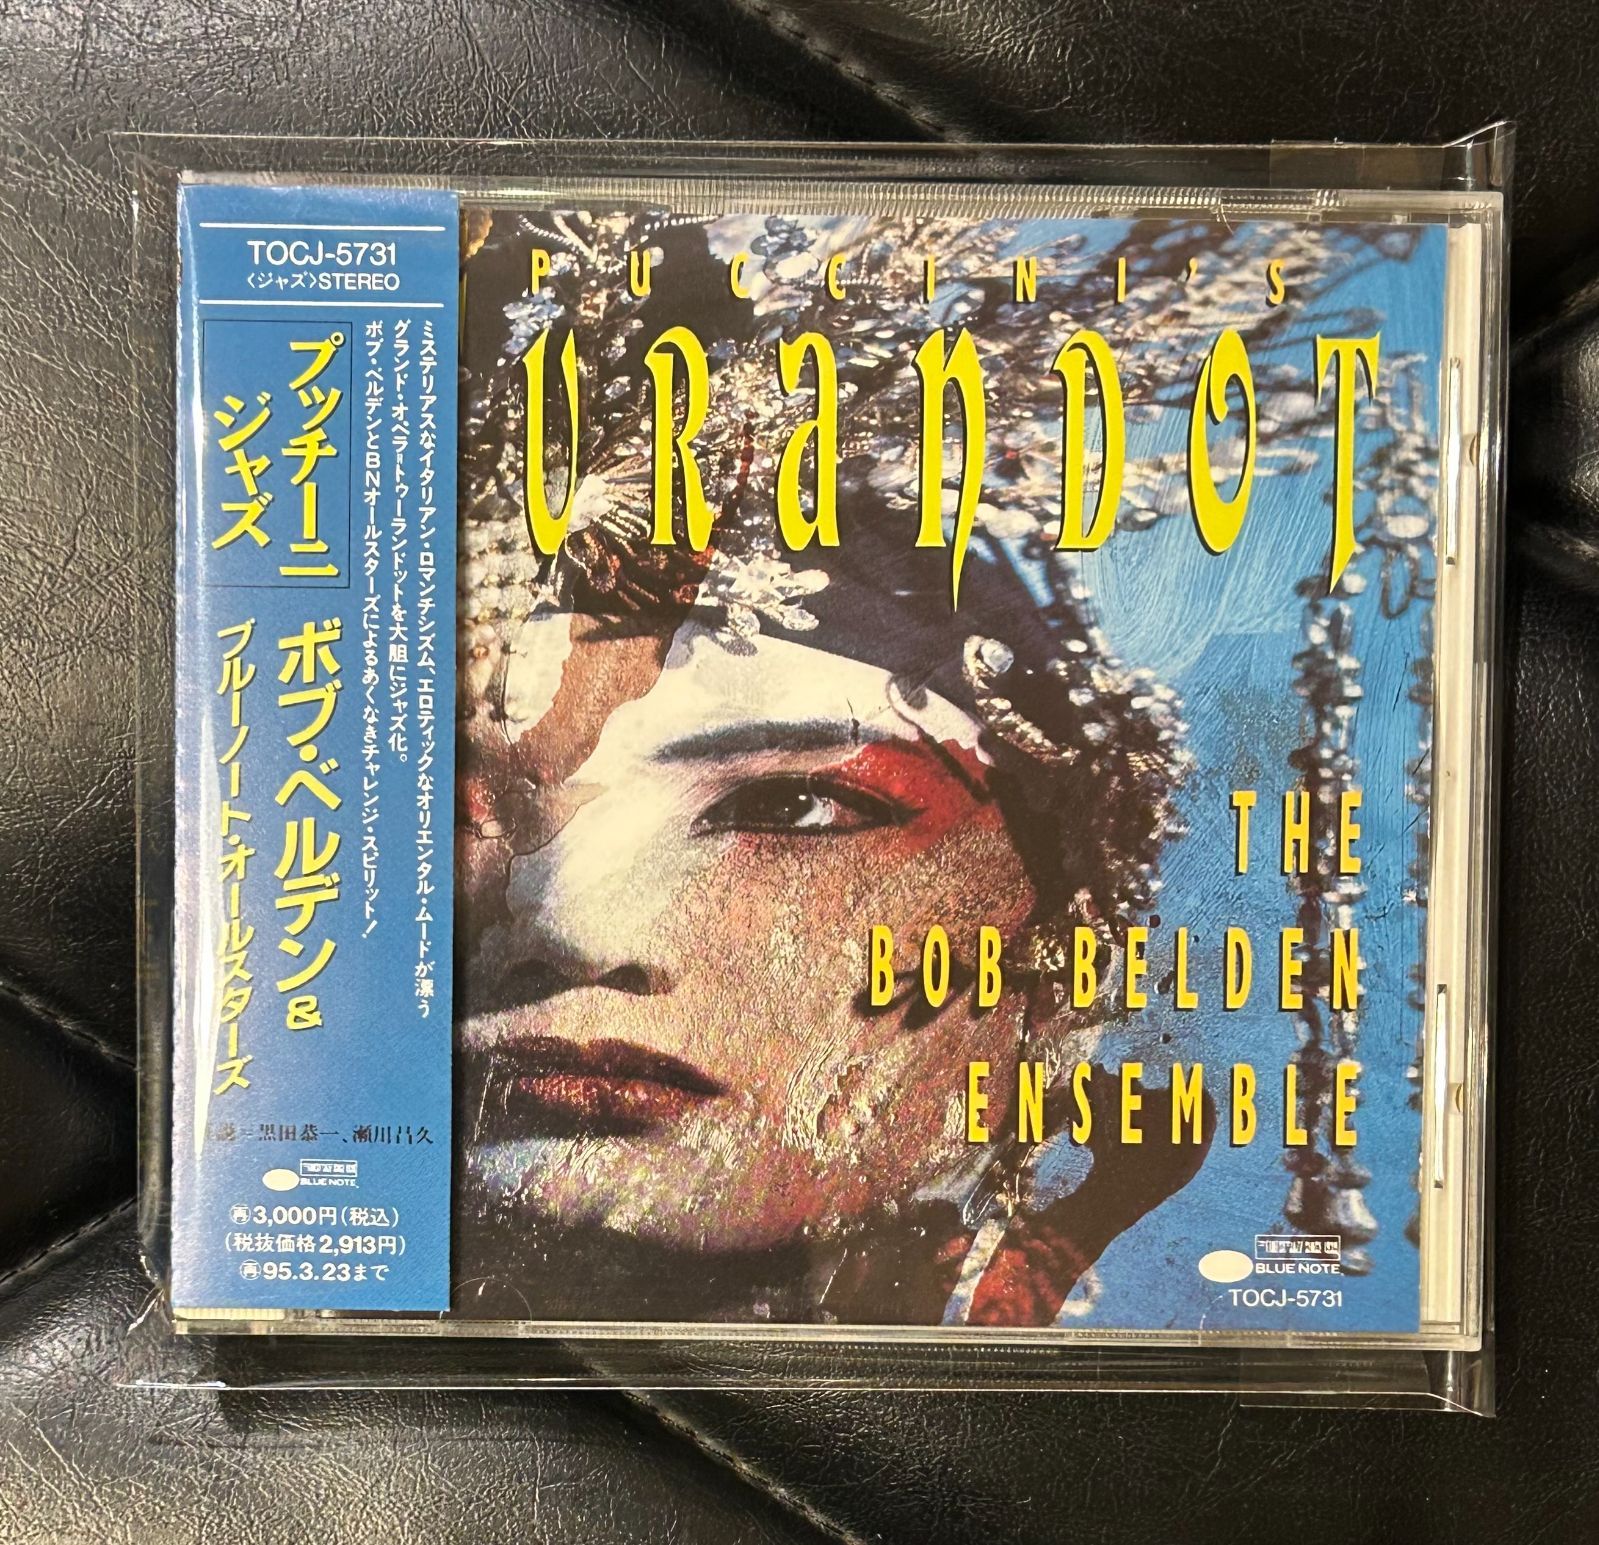 TOCJ-5731
〈ジャズ〉STEREO
ミステリアスなイタリアン・ロマンチシズム、エロティックなオリエンタル・ムードが漂う
グランド・オペラ=トゥーランドットを大胆にジャズ化。
ボブ・ベルデンとBNオールスターズによるあくなきチャレンジ・スピリット!
プッチーニ
ジャズ
ボブ・ベルデン&
ブルーノート・オールスターズ
説=黒田恭一、瀬川昌久
BLUE NOTE
再3,000円(税込)
(税抜価格2,913円)
再95.3.23まで
PUCCINI'S
URANDOT
THE
BOB BELDEN
ENSEMBLE
BLUE NOTE
TOCJ-5731